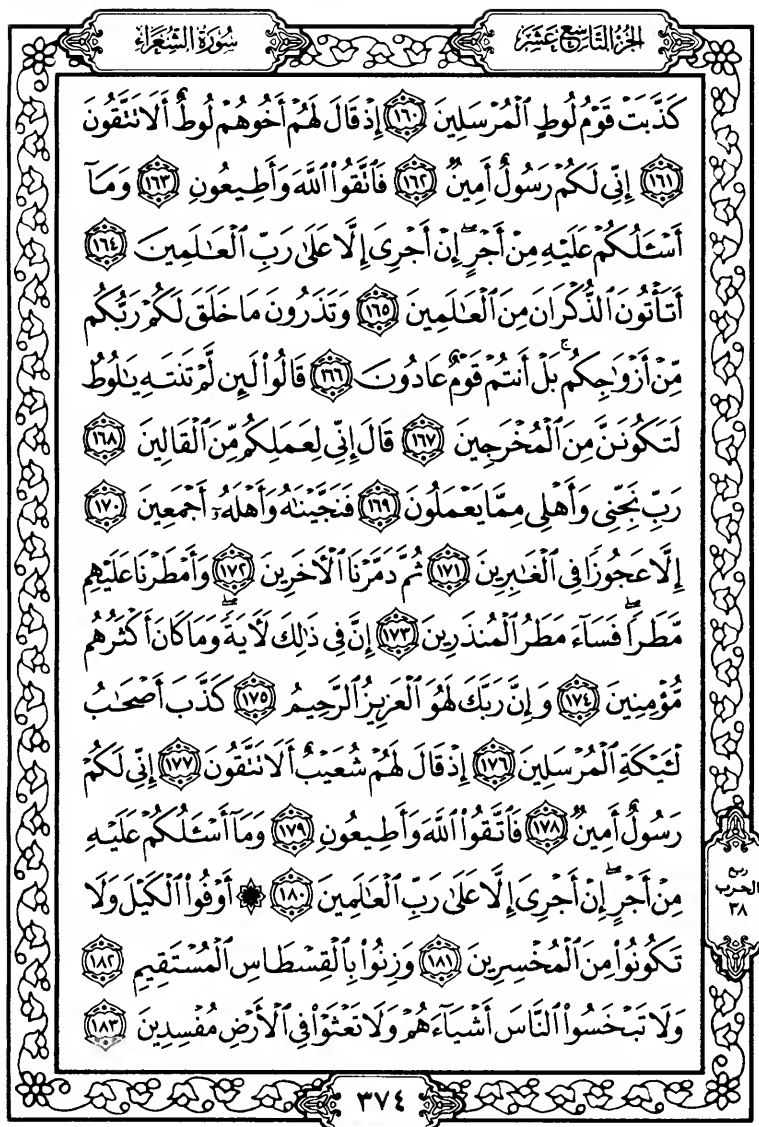 الجزء التاسع عشر
سورة الشعراء
كَذَّبَتْ قَوْمُ لُوطٍ ٱلْمُرْسَلِينَ ١٦٠ إِذْ قَالَ لَهُمْ أَخُوهُمْ لُوطٌ أَلَا تَتَّقُونَ
١٦١ إِنِّى لَكُمْ رَسُولٌ أَمِينٌ ١٦٢ فَٱتَّقُوا۟ ٱللَّهَ وَأَطِيعُونِ ١٦٣ وَمَآ
أَسْـَٔلُكُمْ عَلَيْهِ مِنْ أَجْرٍ ۖ إِنْ أَجْرِىَ إِلَّا عَلَىٰ رَبِّ ٱلْعَـٰلَمِينَ ١٦٤
أَتَأْتُونَ ٱلذُّكْرَانَ مِنَ ٱلْعَـٰلَمِينَ ١٦٥ وَتَذَرُونَ مَا خَلَقَ لَكُمْ رَبُّكُم
مِّنْ أَزْوَٰجِكُم ۚ بَلْ أَنتُمْ قَوْمٌ عَادُونَ ١٦٦ قَالُوا۟ لَئِن لَّمْ تَنتَهِ يَـٰلُوطُ
لَتَكُونَنَّ مِنَ ٱلْمُخْرَجِينَ ١٦٧ قَالَ إِنِّى لِعَمَلِكُم مِّنَ ٱلْقَالِينَ ١٦٨
رَبِّ نَجِّنِى وَأَهْلِى مِمَّا يَعْمَلُونَ ١٦٩ فَنَجَّيْنَـٰهُ وَأَهْلَهُۥٓ أَجْمَعِينَ ١٧٠
إِلَّا عَجُوزًا فِى ٱلْغَـٰبِرِينَ ١٧١ ثُمَّ دَمَّرْنَا ٱلْـَٔاخَرِينَ ١٧٢ وَأَمْطَرْنَا عَلَيْهِم
مَّطَرًا ۖ فَسَآءَ مَطَرُ ٱلْمُنذَرِينَ ١٧٣ إِنَّ فِى ذَٰلِكَ لَـَٔايَةً ۖ وَمَا كَانَ أَكْثَرُهُم
مُّؤْمِنِينَ ١٧٤ وَإِنَّ رَبَّكَ لَهُوَ ٱلْعَزِيزُ ٱلرَّحِيمُ ١٧٥ كَذَّبَ أَصْحَـٰبُ
لْـَٔيْكَةِ ٱلْمُرْسَلِينَ ١٧٦ إِذْ قَالَ لَهُمْ شُعَيْبٌ أَلَا تَتَّقُونَ ١٧٧ إِنِّى لَكُمْ
رَسُولٌ أَمِينٌ ١٧٨ فَٱتَّقُوا۟ ٱللَّهَ وَأَطِيعُونِ ١٧٩ وَمَآ أَسْـَٔلُكُمْ عَلَيْهِ
مِنْ أَجْرٍ ۖ إِنْ أَجْرِىَ إِلَّا عَلَىٰ رَبِّ ٱلْعَـٰلَمِينَ ١٨٠ ۞ أَوْفُوا۟ ٱلْكَيْلَ وَلَا
تَكُونُوا۟ مِنَ ٱلْمُخْسِرِينَ ١٨١ وَزِنُوا۟ بِٱلْقِسْطَاسِ ٱلْمُسْتَقِيمِ ١٨٢
وَلَا تَبْخَسُوا۟ ٱلنَّاسَ أَشْيَآءَهُمْ وَلَا تَعْثَوْا۟ فِى ٱلْأَرْضِ مُفْسِدِينَ ١٨٣
ربع
الحزب
٣٨
٣٧٤